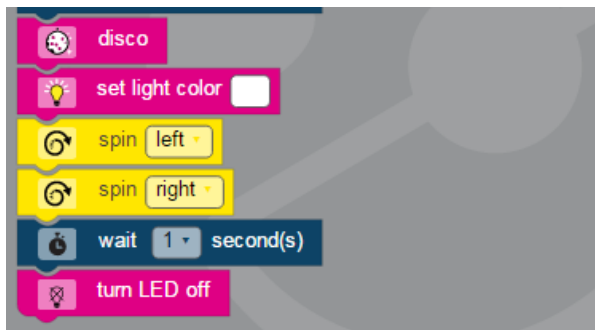 disco
set light color
spin left
spin right
wait 1 second(s)
turn LED off